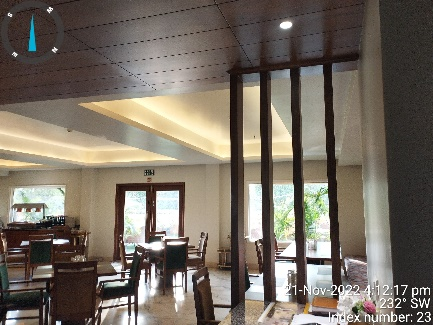 21-Nov-2022 4:12:17 pm
232° SW
Index number: 23